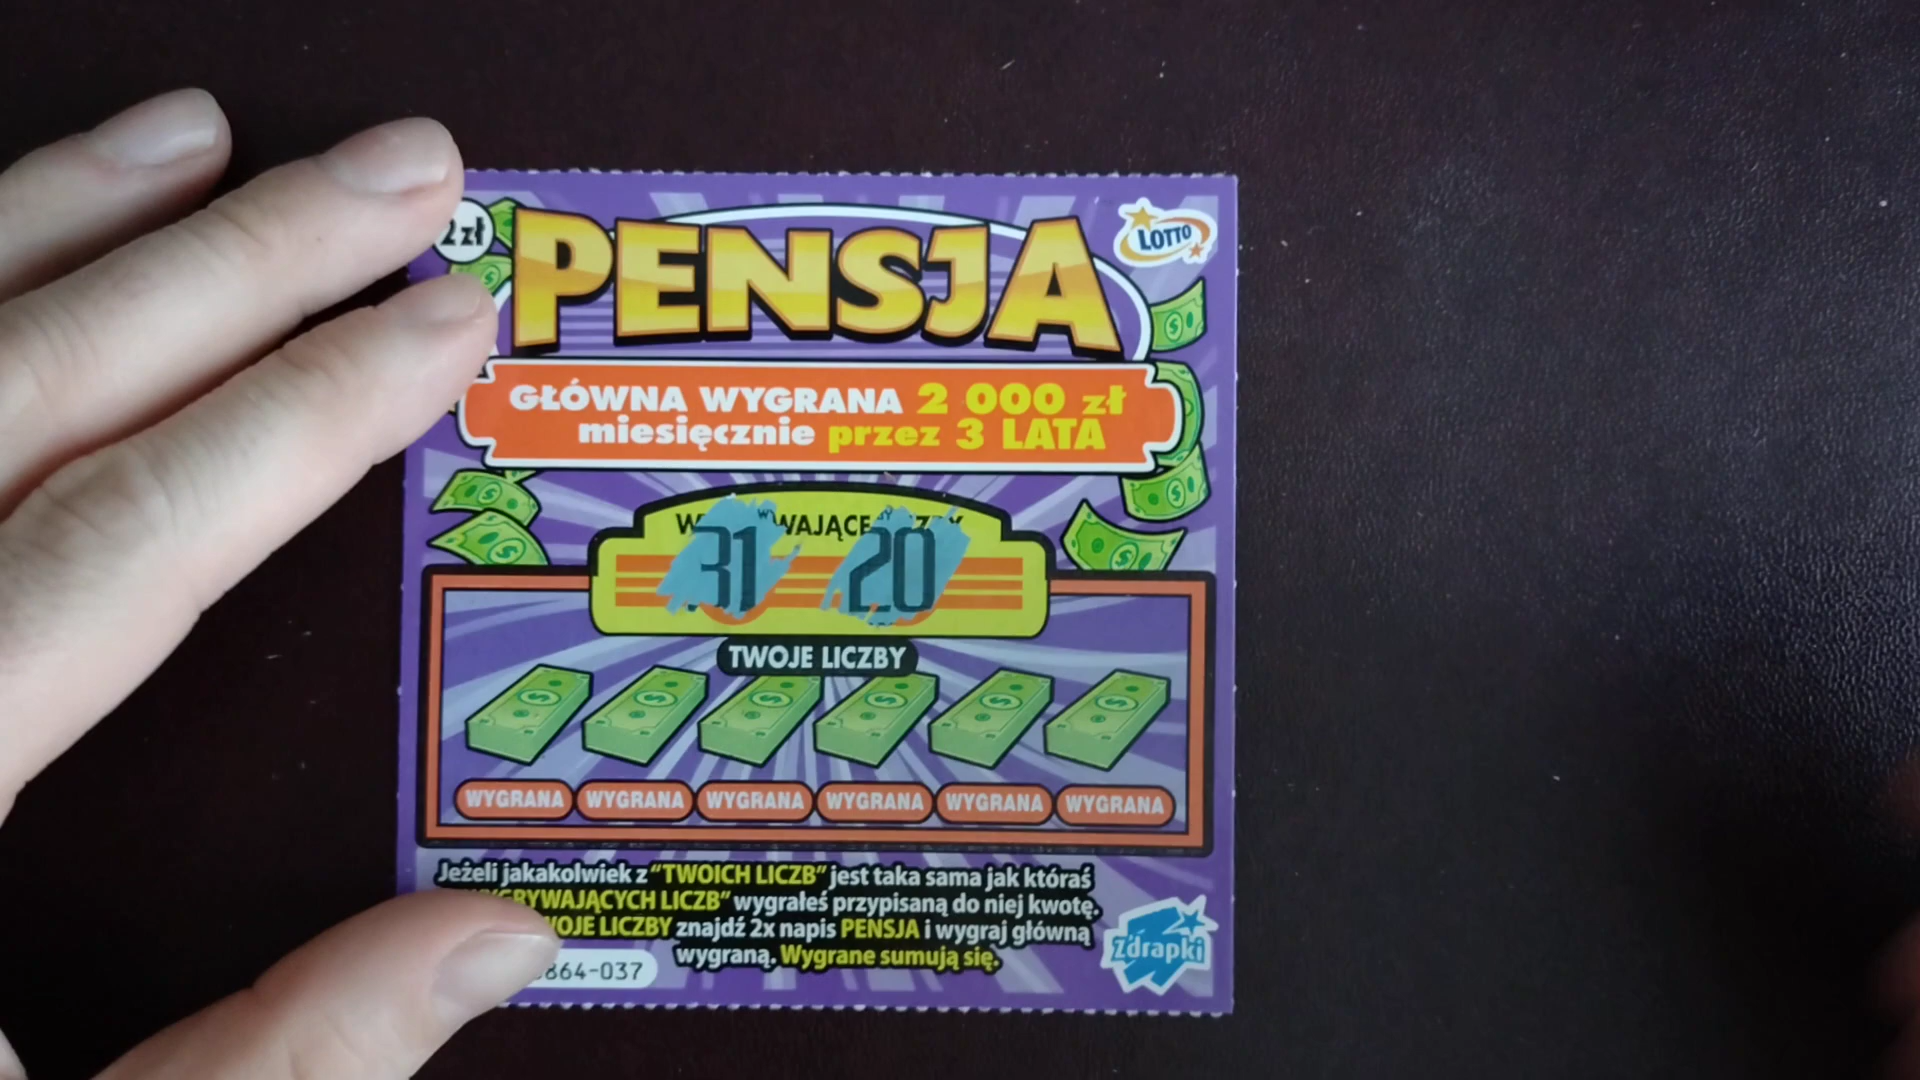 2 zł
PENSJA
LOTTO
GŁÓWNA WYGRANA 2 000 zł
miesięcznie przez 3 LATA
31 20
TWOJE LICZBY
WYGRANA WYGRANA WYGRANA WYGRANA WYGRANA WYGRANA
Jeżeli jakakolwiek z "TWOICH LICZB" jest taka sama jak któraś
LICZB" wygrałeś przypisaną do niej kwotę.
LICZBY znajdź 2x napis PENSJA i wygraj główną
wygraną. Wygrane sumują się.
864-037
Zdrapki